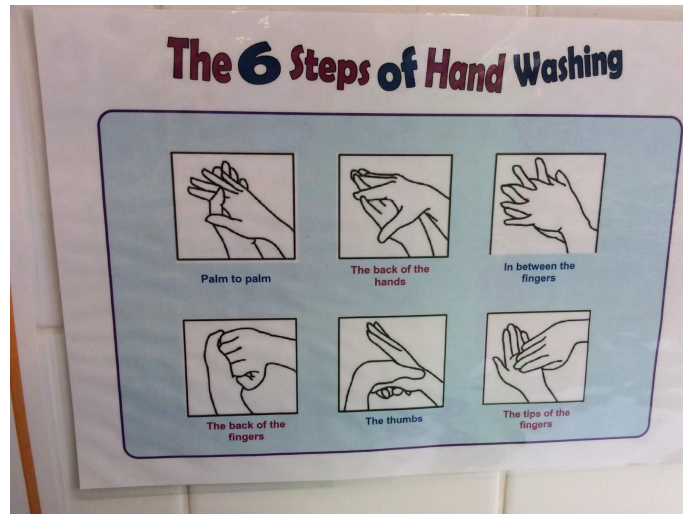 The 6 Steps of Hand Washing
Palm to palm
The back of the
hands
In between the
fingers
The back of the
fingers
The thumbs
The tips of the
fingers